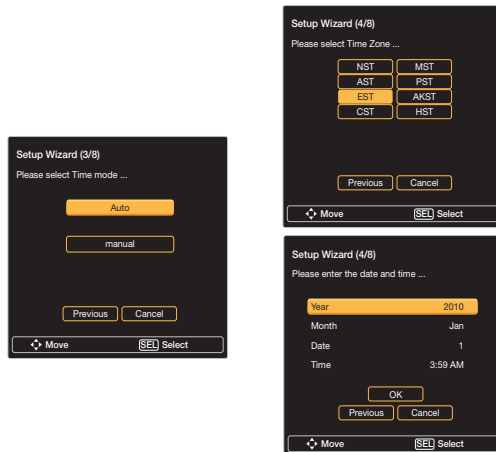 Setup Wizard (3/8)
Please select Time mode ...
Auto
manual
Previous Cancel
Move SEL Select
Setup Wizard (4/8)
Please select Time Zone ...
NST MST
AST PST
EST AKST
CST HST
Previous Cancel
Move SEL Select
Setup Wizard (4/8)
Please enter the date and time ...
Year 2010
Month Jan
Date 1
Time 3:59 AM
OK
Previous Cancel
Move SEL Select